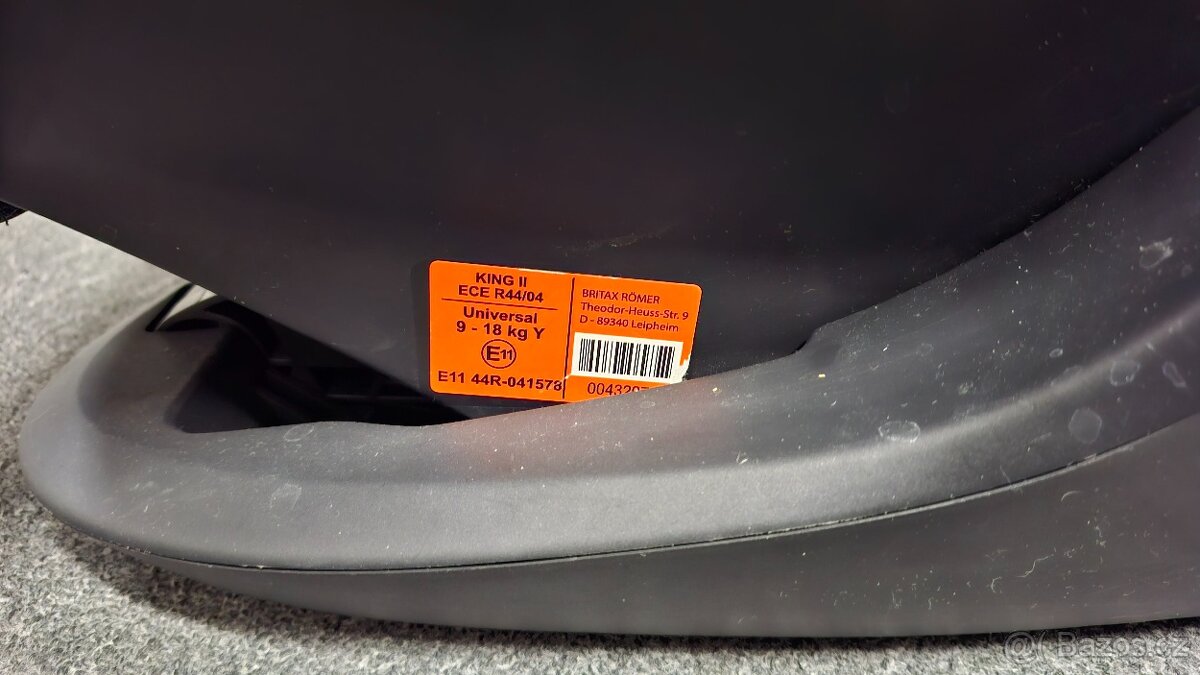 KING II
ECE R44/04
Universal
9 - 18 kg Y
E11
E11 44R-041578
BRITAX RÖMER
Theodor-Heuss-Str. 9
D - 89340 Leipheim
Bazos.cz